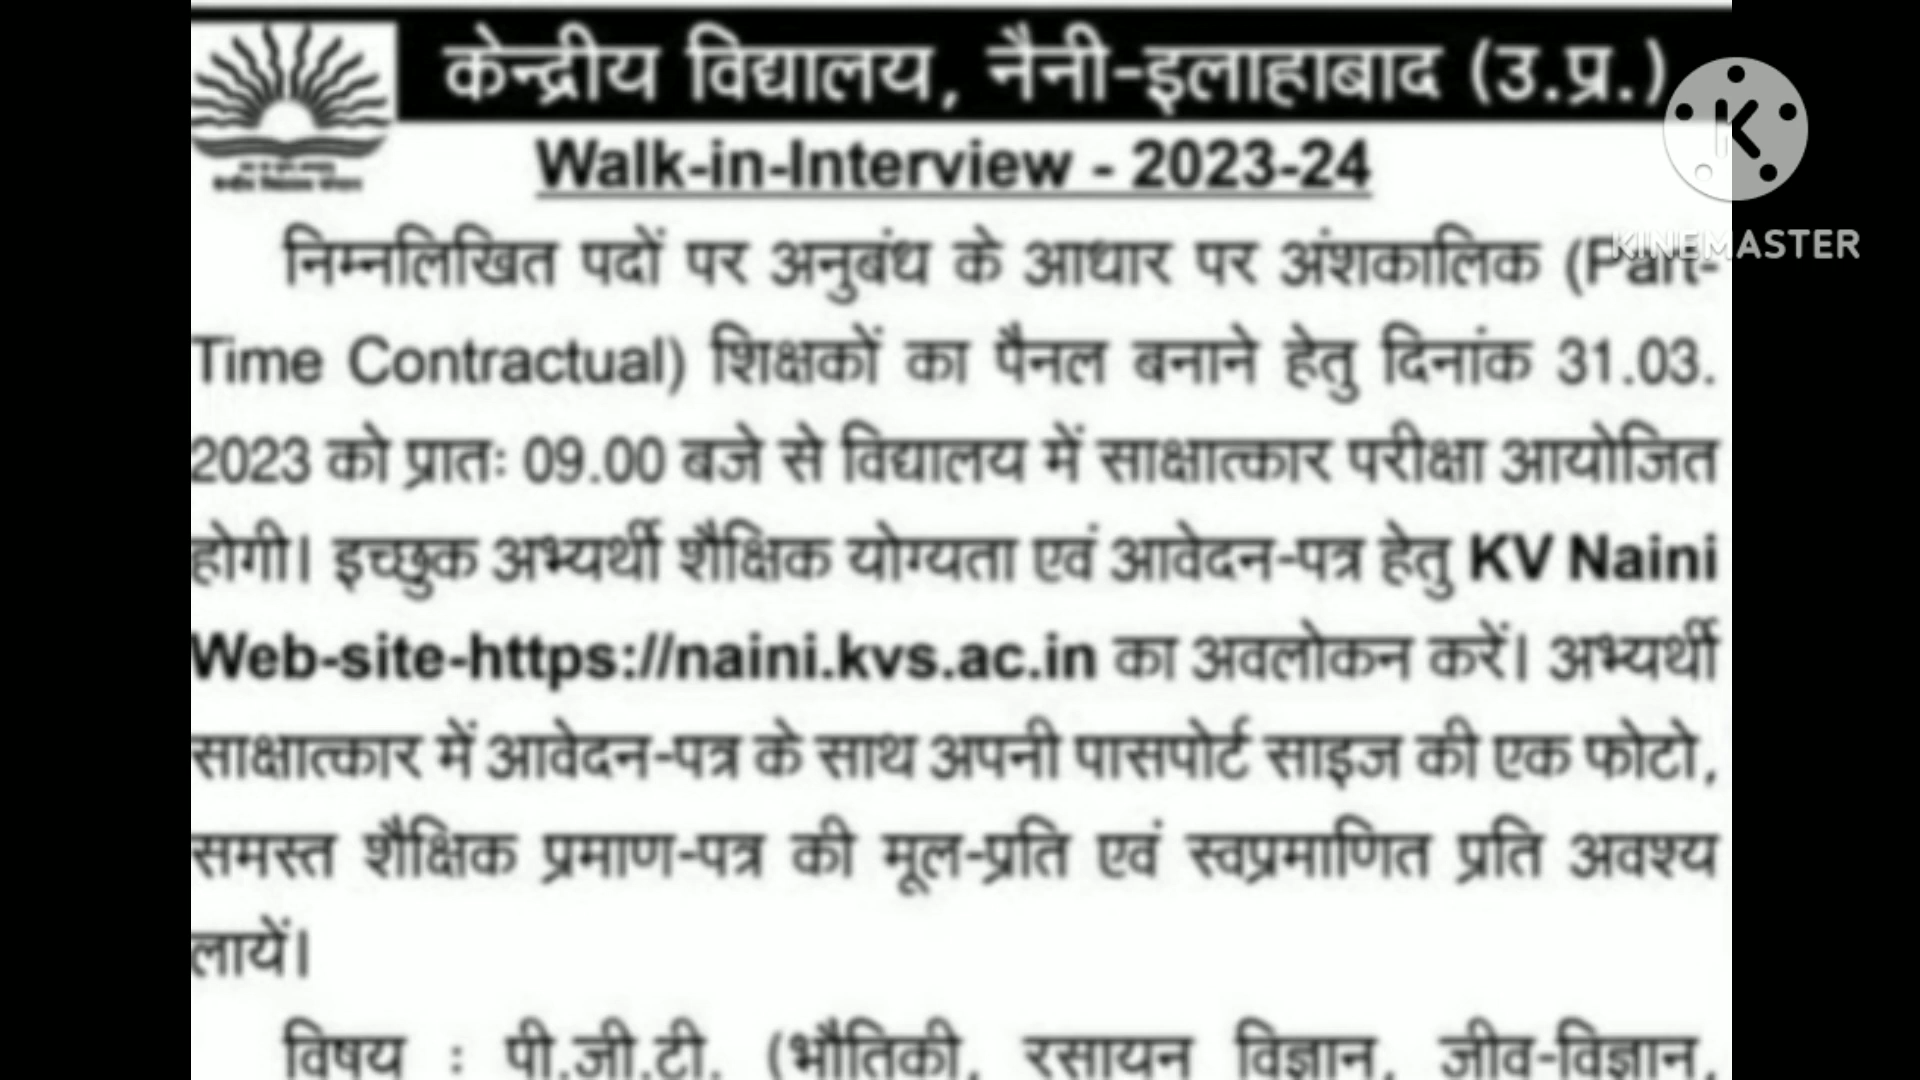 केन्द्रीय विद्यालय, नैनी-इलाहाबाद (उ.प्र.)
Walk-in-Interview - 2023-24
KINEMASTER
निम्नलिखित पदों पर अनुबंध के आधार पर अंशकालिक (Part-
Time Contractual) शिक्षकों का पैनल बनाने हेतु दिनांक 31.03.
2023 को प्रातः 09.00 बजे से विद्यालय में साक्षात्कार परीक्षा आयोजित
होगी। इच्छुक अभ्यर्थी शैक्षिक योग्यता एवं आवेदन-पत्र हेतु KV Naini
Web-site-https://naini.kvs.ac.in का अवलोकन करें। अभ्यर्थी
साक्षात्कार में आवेदन-पत्र के साथ अपनी पासपोर्ट साइज की एक फोटो,
समस्त शैक्षिक प्रमाण-पत्र की मूल-प्रति एवं स्वप्रमाणित प्रति अवश्य
लायें।
विषय : पी.जी.टी. (भौतिकी, रसायन विज्ञान, जीव-विज्ञान,